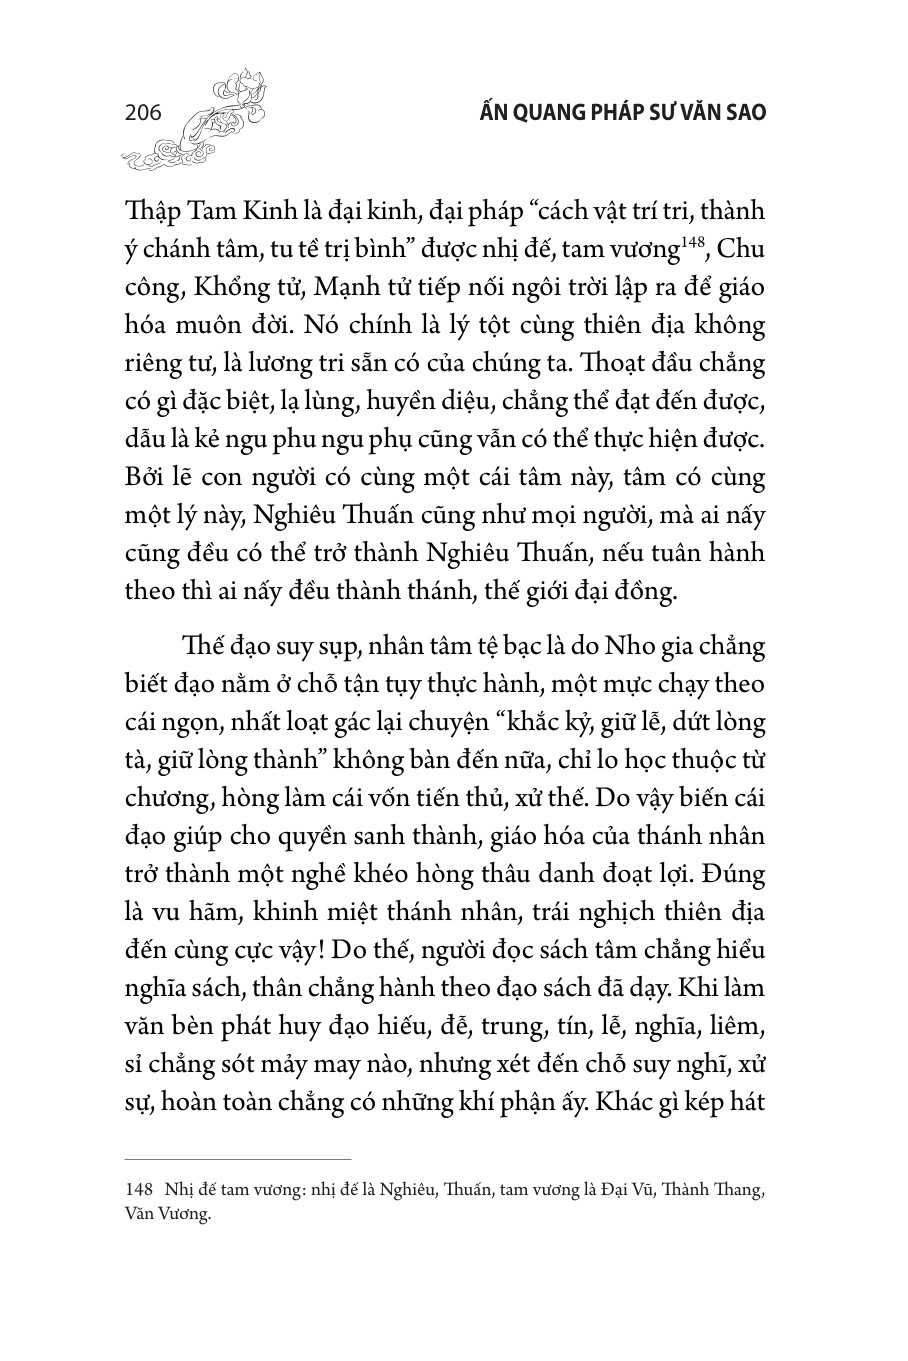 206
ẤN QUANG PHÁP SƯ VĂN SAO
Thập Tam Kinh là đại kinh, đại pháp “cách vật trí tri, thành
ý chánh tâm, tu tề trị bình” được nhị đế, tam vương148, Chu
công, Khổng tử, Mạnh tử tiếp nối ngôi trời lập ra để giáo
hóa muôn đời. Nó chính là lý tột cùng thiên địa không
riêng tư, là lương tri sẵn có của chúng ta. Thoạt đầu chẳng
có gì đặc biệt, lạ lùng, huyền diệu, chẳng thể đạt đến được,
dẫu là kẻ ngu phu ngu phụ cũng vẫn có thể thực hiện được.
Bởi lẽ con người có cùng một cái tâm này, tâm có cùng
một lý này, Nghiêu Thuấn cũng như mọi người, mà ai nấy
cũng đều có thể trở thành Nghiêu Thuấn, nếu tuân hành
theo thì ai nấy đều thành thánh, thế giới đại đồng.
Thế đạo suy sụp, nhân tâm tệ bạc là do Nho gia chẳng
biết đạo nằm ở chỗ tận tụy thực hành, một mực chạy theo
cái ngọn, nhất loạt gác lại chuyện “khắc kỷ, giữ lễ, dứt lòng
tà, giữ lòng thành” không bàn đến nữa, chỉ lo học thuộc từ
chương, hòng làm cái vốn tiến thủ, xử thế. Do vậy biến cái
đạo giúp cho quyền sanh thành, giáo hóa của thánh nhân
trở thành một nghề khéo hòng thâu danh đoạt lợi. Đúng
là vu hãm, khinh miệt thánh nhân, trái nghịch thiên địa
đến cùng cực vậy! Do thế, người đọc sách tâm chẳng hiểu
nghĩa sách, thân chẳng hành theo đạo sách đã dạy. Khi làm
văn bèn phát huy đạo hiếu, đễ, trung, tín, lễ, nghĩa, liêm,
sỉ chẳng sót mảy may nào, nhưng xét đến chỗ suy nghĩ, xử
sự, hoàn toàn chẳng có những khí phận ấy. Khác gì kép hát
148 Nhị đế tam vương: nhị đế là Nghiêu, Thuấn, tam vương là Đại Vũ, Thành Thang,
Văn Vương.